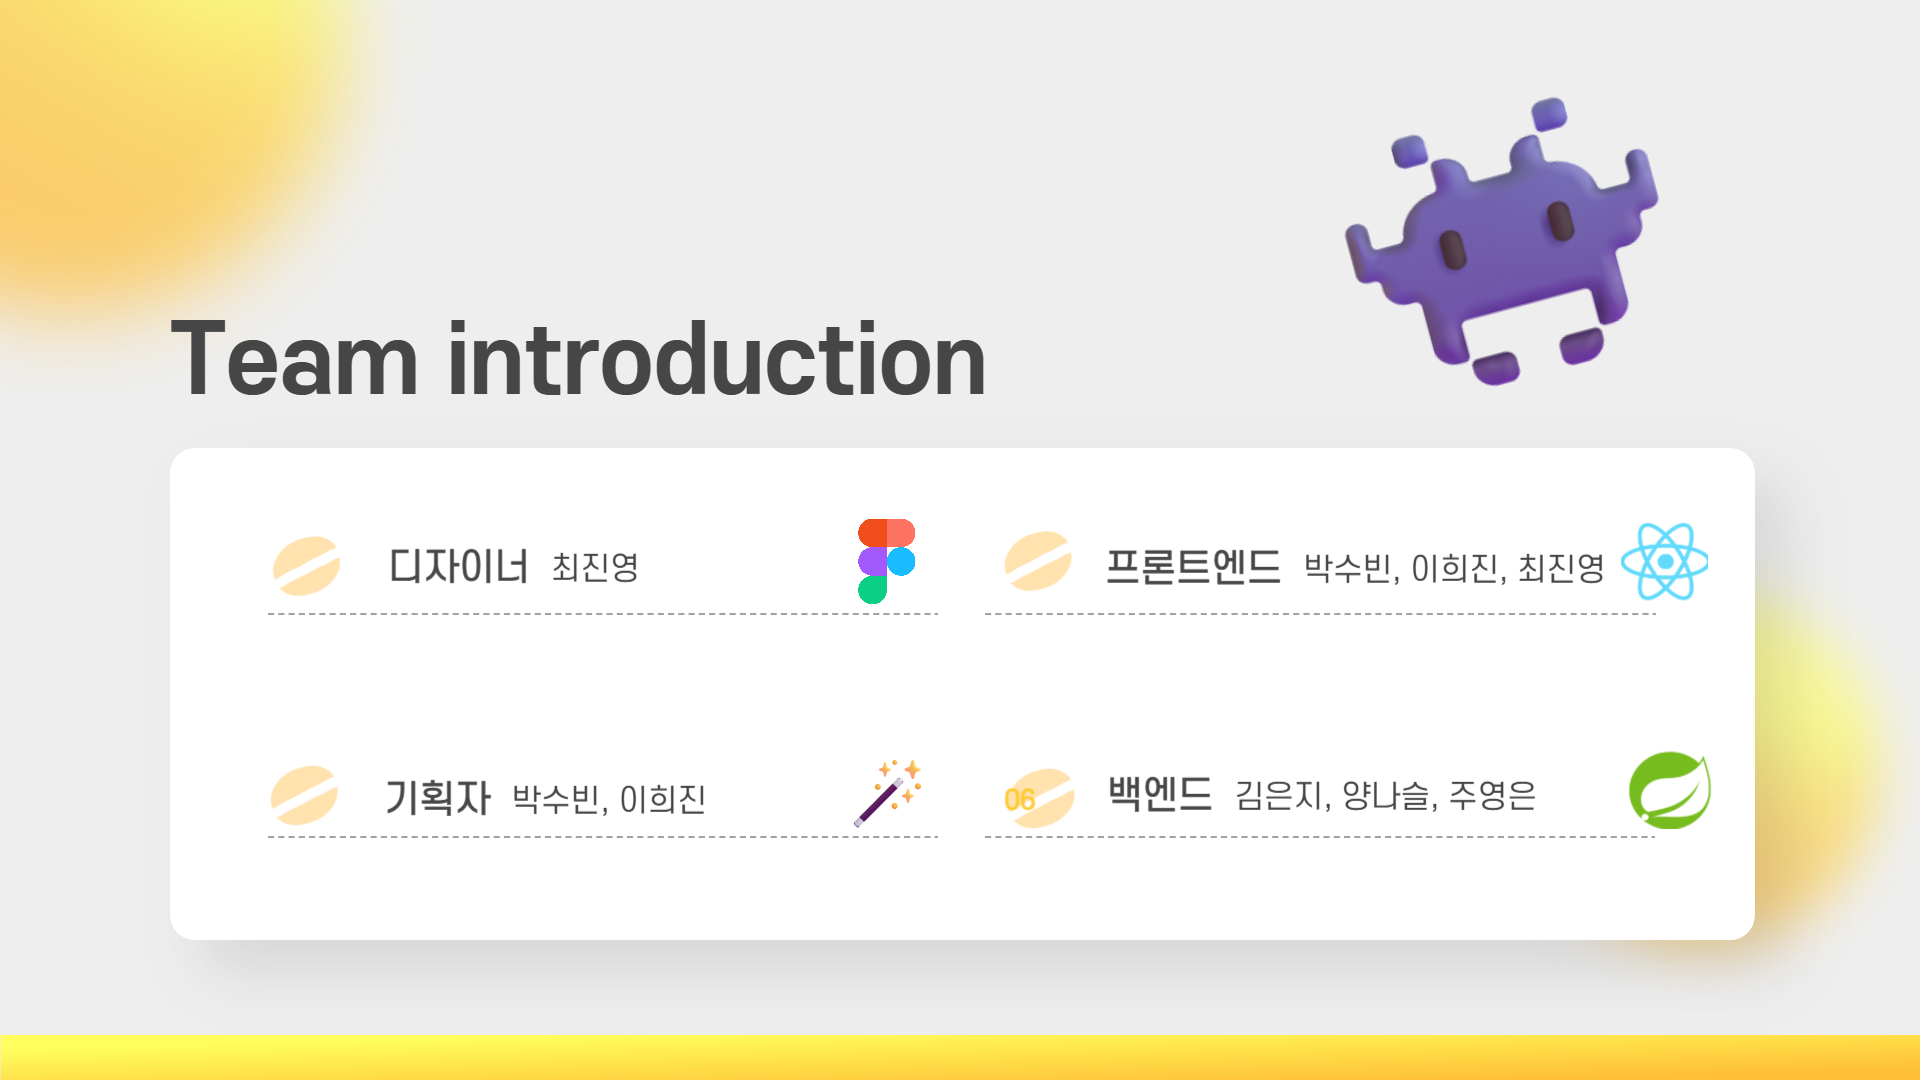 Team introduction
디자이너 최진영
프론트엔드 박수빈, 이희진, 최진영
기획자 박수빈, 이희진
06 백엔드 김은지, 양나슬, 주영은